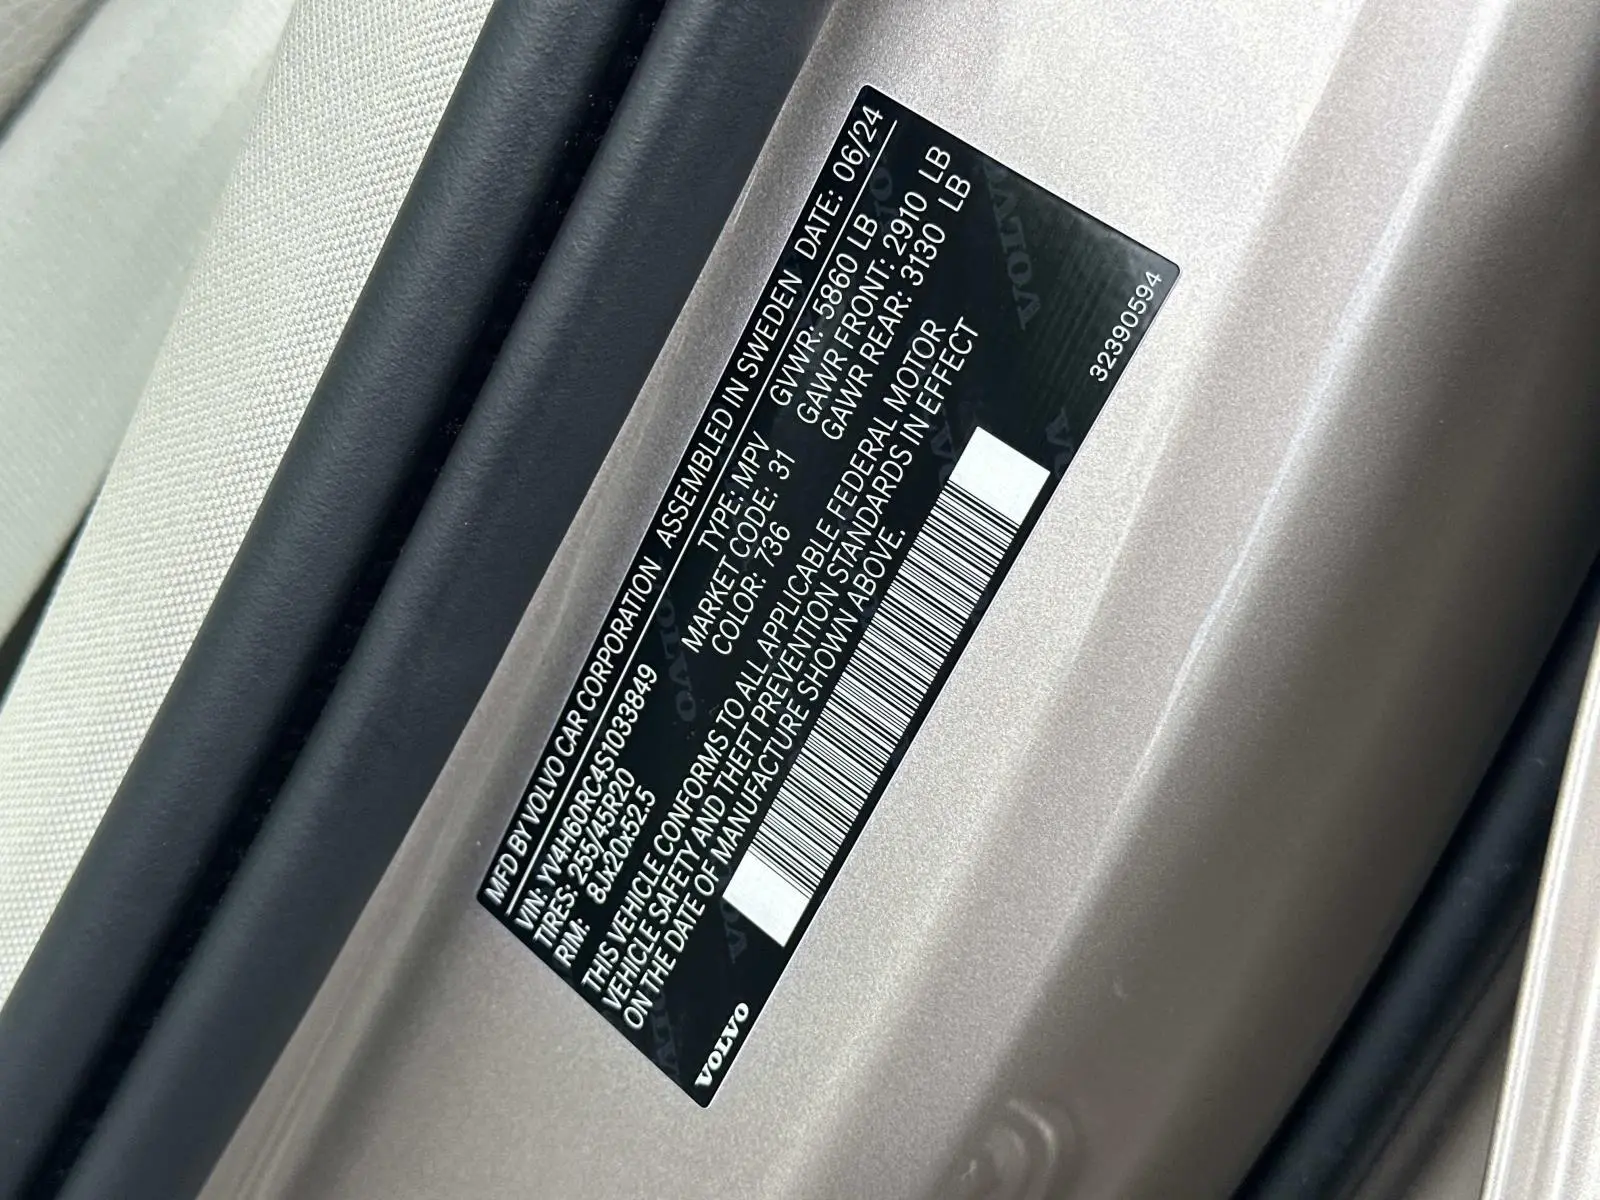 MFD BY VOLVO CAR CORPORATION ASSEMBLED IN SWEDEN DATE: 06/24
VIN: YV4H60RC4S1033849 TYPE: MPV GVWR: 5860 LB
TIRES: 255/45R20 MARKET CODE: 31 GAWR FRONT: 2910 LB
RIM: 8Jx20x52.5 COLOR: 736 GAWR REAR: 3130 LB
THIS VEHICLE CONFORMS TO ALL APPLICABLE FEDERAL MOTOR
VEHICLE SAFETY AND THEFT PREVENTION STANDARDS IN EFFECT
ON THE DATE OF MANUFACTURE SHOWN ABOVE.
VOLVO
32390594